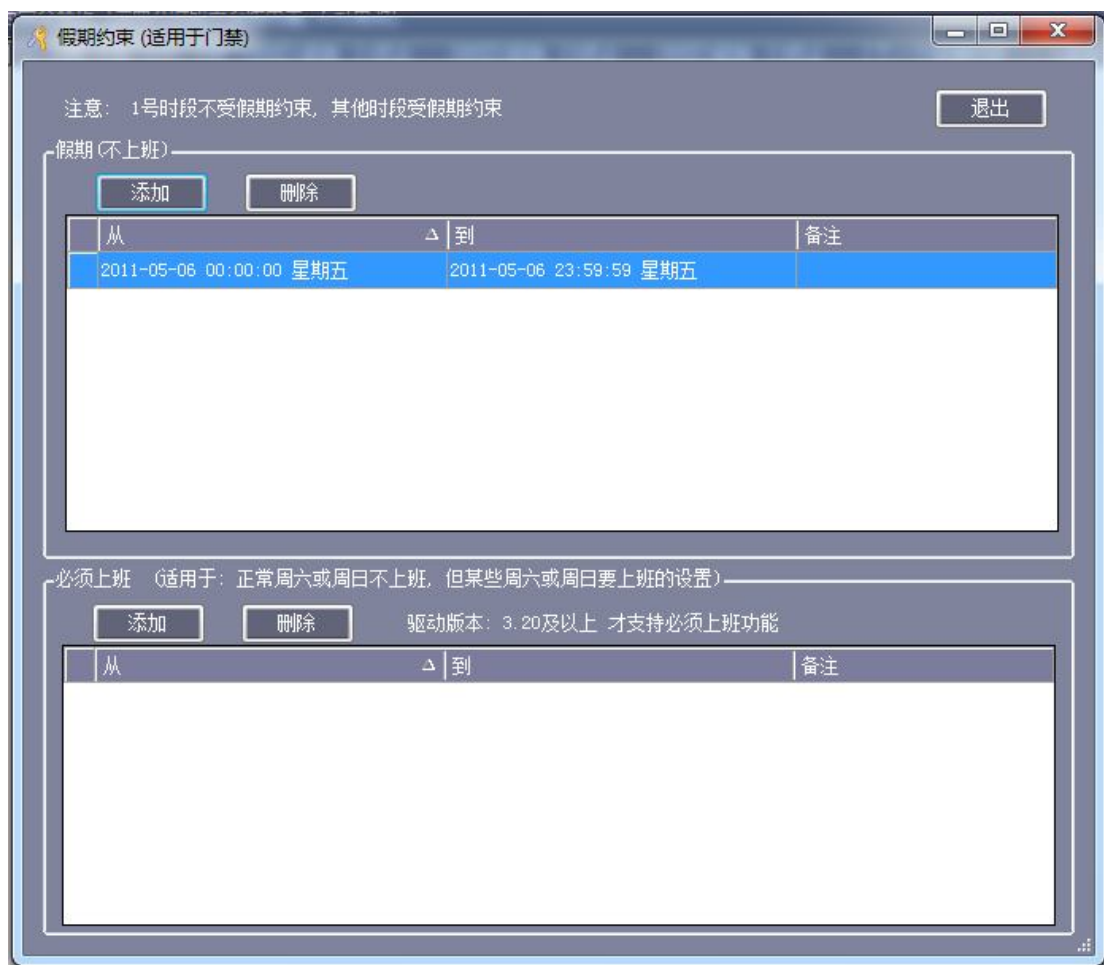 假期约束 (适用于门禁)
注意: 1号时段不受假期约束, 其他时段受假期约束
退出
假期(不上班)
添加 删除
从 到 备注
2011-05-06 00:00:00 星期五 2011-05-06 23:59:59 星期五
必须上班 (适用于: 正常周六或周日不上班, 但某些周六或周日要上班的设置)
添加 删除 驱动版本: 3.20及以上 才支持必须上班功能
从 到 备注